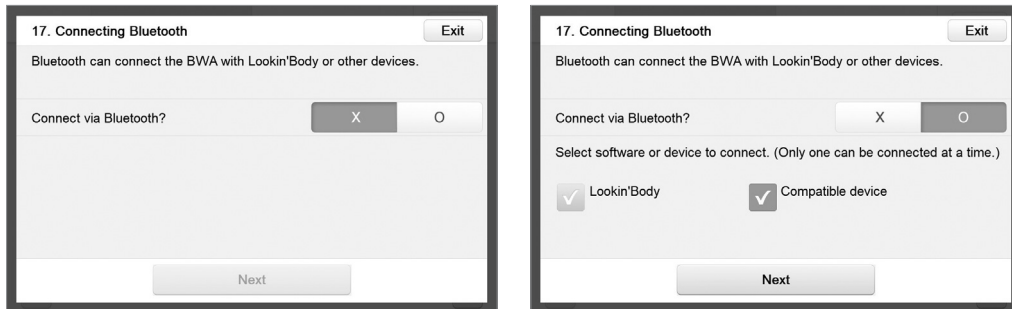 17. Connecting Bluetooth
Exit
Bluetooth can connect the BWA with Lookin'Body or other devices.
Connect via Bluetooth?
X
O
Next
17. Connecting Bluetooth
Exit
Bluetooth can connect the BWA with Lookin'Body or other devices.
Connect via Bluetooth?
X
O
Select software or device to connect. (Only one can be connected at a time.)
Lookin'Body
Compatible device
Next